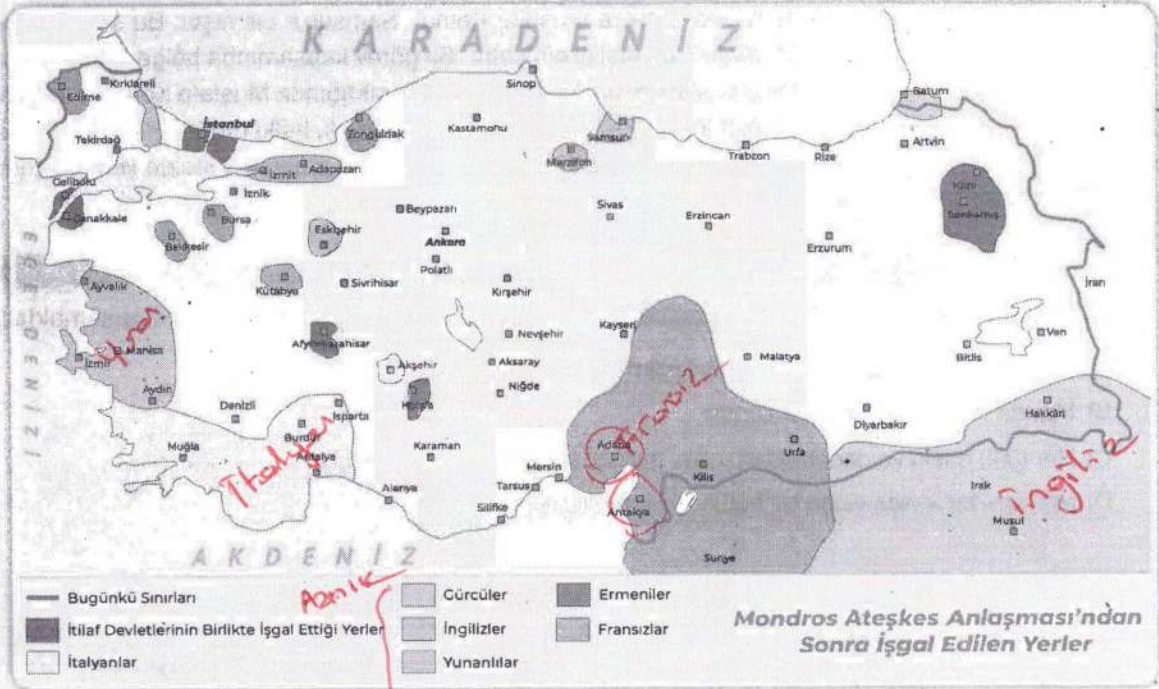 KARADENİZ
Edirne
Kırklareli
Sinop
Batum
Tekirdağ
İstanbul
Zonguldak
Kastamonu
Samsun
Artvin
Merzifon
Trabzon
Rize
İzmit
Adapazarı
Gelibolu
İznik
Kars
Çanakkale
Bursa
Beypazarı
Sivas
Erzincan
Sarıkamış
Balıkesir
Eskişehir
Ankara
Erzurum
Polatlı
İran
Ayvalık
Kütahya
Sivrihisar
Kırşehir
Yunan
Manisa
İzmir
Afyonkarahisar
Nevşehir
Kayseri
Van
Bitlis
Akşehir
Aksaray
Malatya
Aydın
Konya
Niğde
Denizli
Isparta
Diyarbakır
Hakkâri
Burdur
Fransız
Muğla
İtalyan
Antalya
Karaman
Adana
Urfa
Mersin
Tarsus
Kilis
Irak
İngiliz
Alanya
Silifke
Antakya
Musul
Suriye
AKDENİZ
Bugünkü Sınırları
İtilaf Devletlerinin Birlikte İşgal Ettiği Yerler
İtalyanlar
Azınlık
Gürcüler
İngilizler
Yunanlılar
Ermeniler
Fransızlar
Mondros Ateşkes Anlaşması'ndan
Sonra İşgal Edilen Yerler